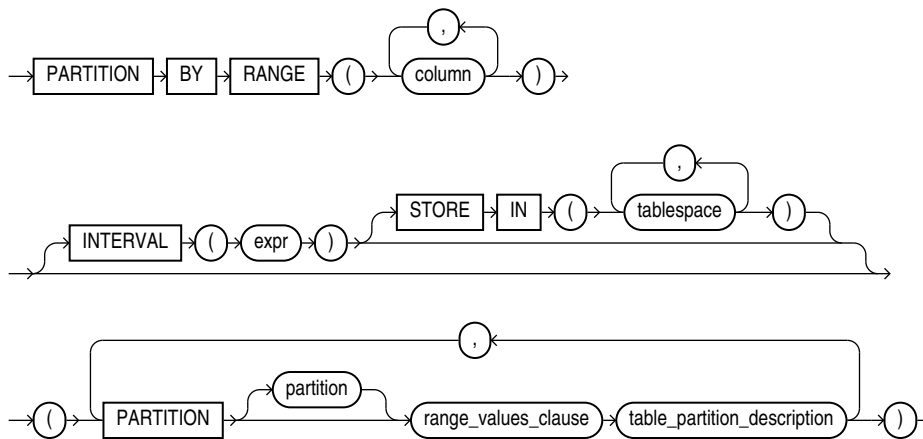 ,
PARTITION BY RANGE ( column )
,
STORE IN ( tablespace )
INTERVAL ( expr )
,
partition
( PARTITION range_values_clause table_partition_description )